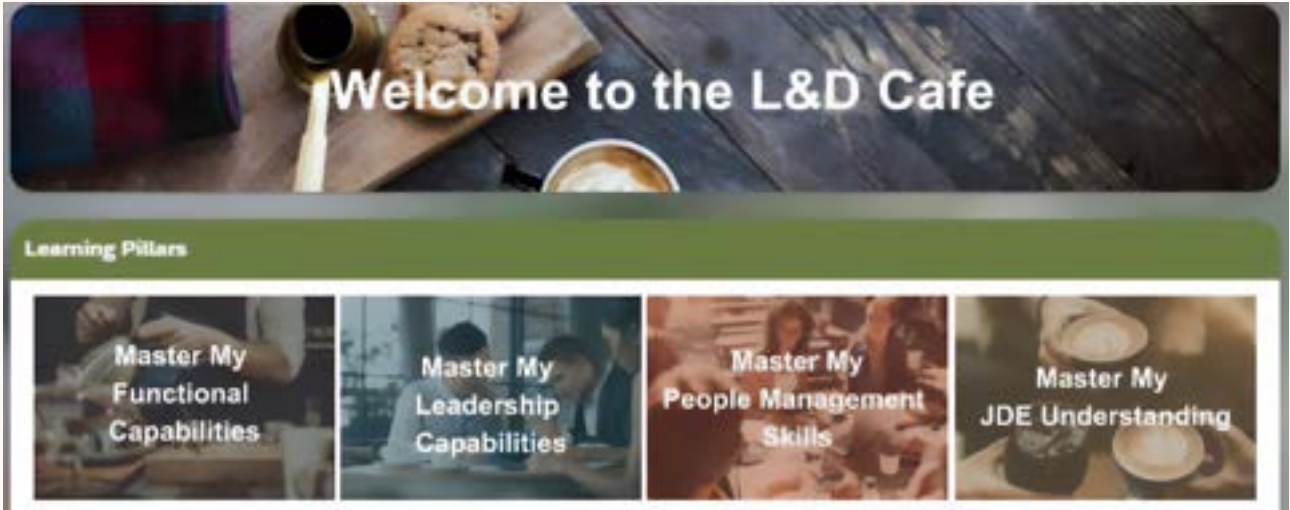 Welcome to the L&D Cafe
Learning Pillars
Master My
Functional
Capabilities
Master My
Leadership
Capabilities
Master My
People Management
Skills
Master My
JDE Understanding